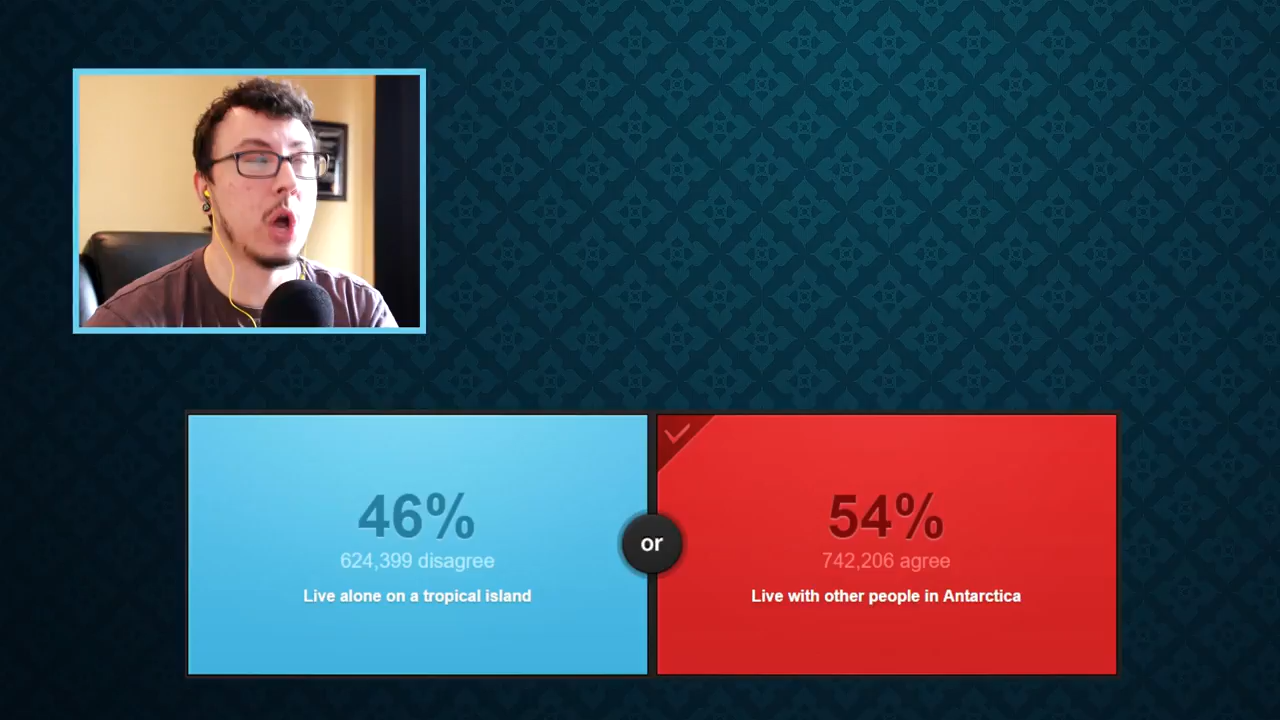 46%
624,399 disagree
Live alone on a tropical island
or
54%
742,206 agree
Live with other people in Antarctica